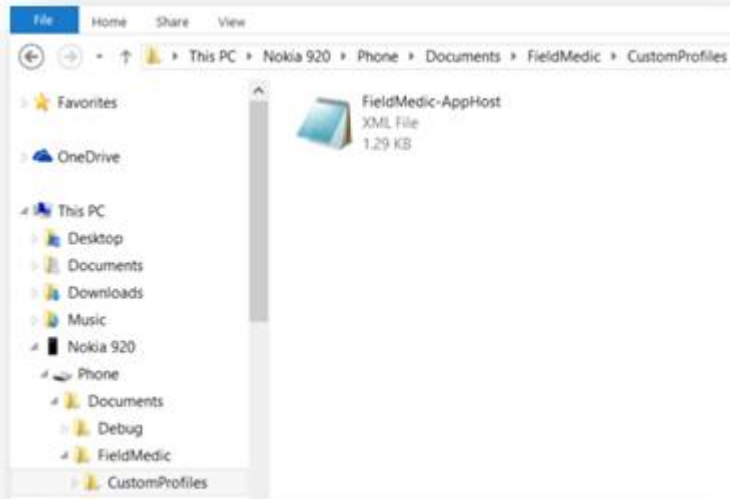 File Home Share View
This PC Nokia 920 Phone Documents FieldMedic CustomProfiles
Favorites
OneDrive
This PC
Desktop
Documents
Downloads
Music
Nokia 920
Phone
Documents
Debug
FieldMedic
CustomProfiles
FieldMedic-AppHost
XML File
1.29 KB